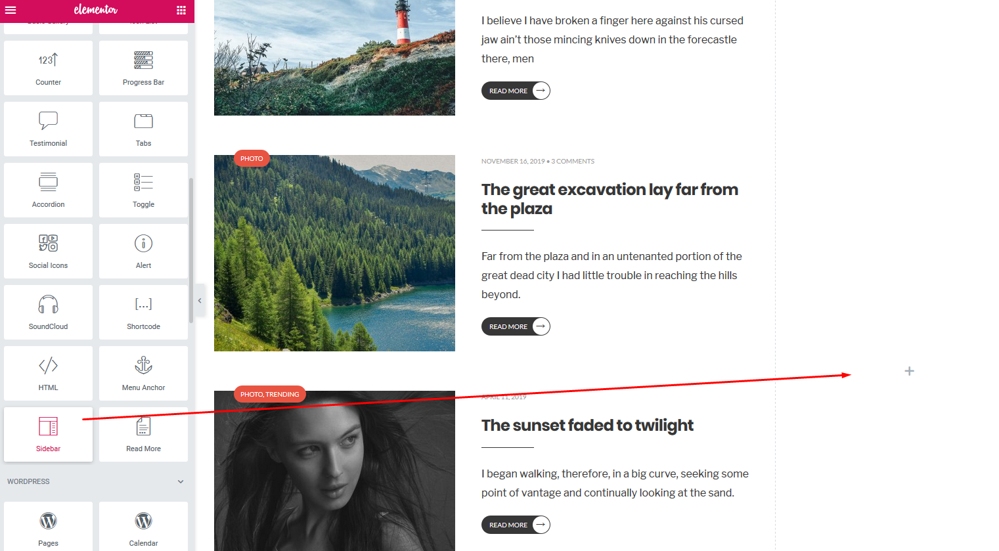 elementor
Basic Gallery
Icon List
123
Counter
Progress Bar
Testimonial
Tabs
Accordion
Toggle
Social Icons
Alert
SoundCloud
[...]
Shortcode
HTML
Menu Anchor
Sidebar
Read More
WORDPRESS
Pages
Calendar
I believe I have broken a finger here against his cursed
jaw ain’t those mincing knives down in the forecastle
there, men
READ MORE
PHOTO
NOVEMBER 16, 2019 • 3 COMMENTS
The great excavation lay far from
the plaza
Far from the plaza and in an untenanted portion of the
great dead city I had little trouble in reaching the hills
beyond.
READ MORE
PHOTO, TRENDING
APRIL 11, 2019
The sunset faded to twilight
I began walking, therefore, in a big curve, seeking some
point of vantage and continually looking at the sand.
READ MORE